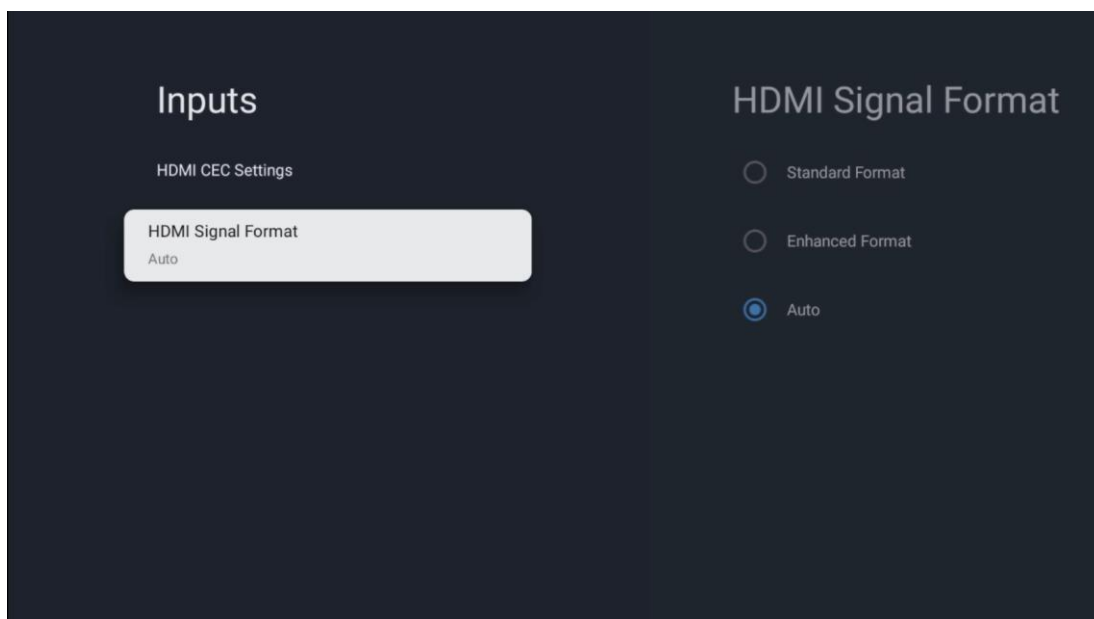 Inputs
HDMI CEC Settings
HDMI Signal Format
Auto
HDMI Signal Format
Standard Format
Enhanced Format
Auto